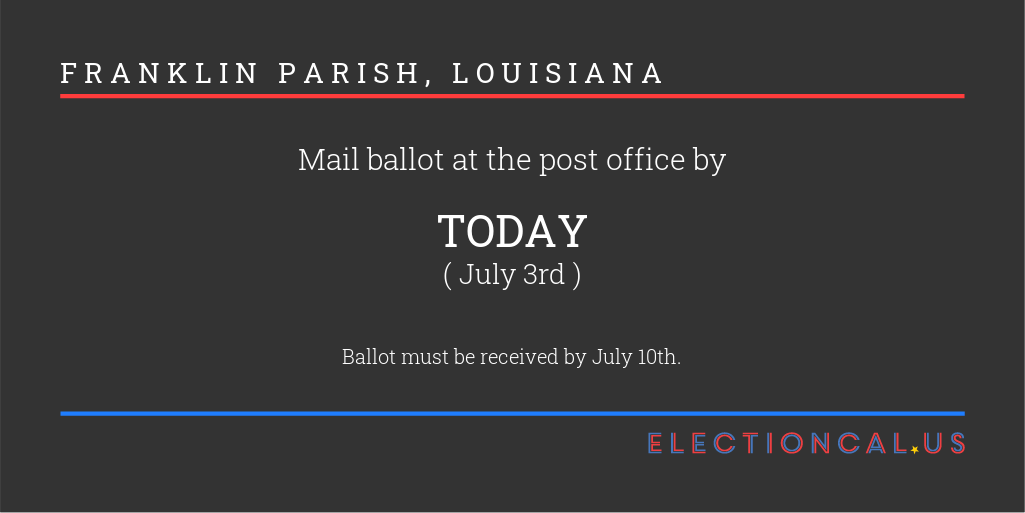 FRANKLIN PARISH, LOUISIANA
Mail ballot at the post office by
TODAY
( July 3rd )
Ballot must be received by July 10th.
ELECTIONCAL.US